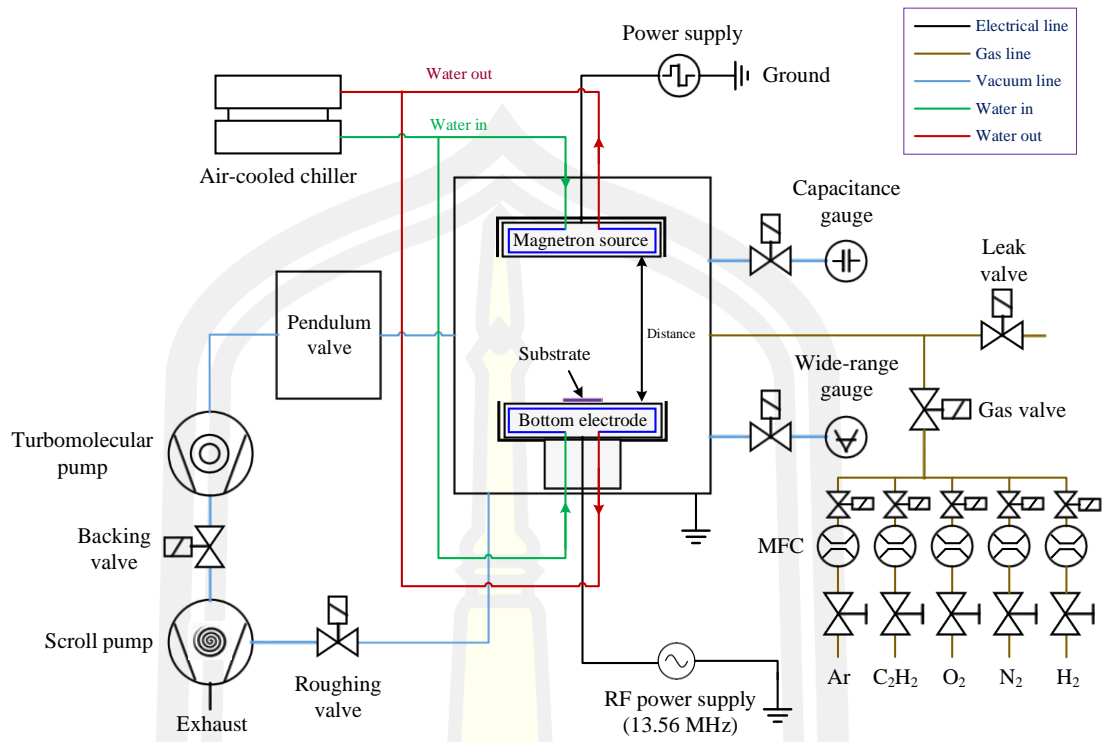 Power supply
Ground
Electrical line
Gas line
Vacuum line
Water in
Water out
Water out
Water in
Air-cooled chiller
Capacitance
gauge
Magnetron source
Leak
valve
Pendulum
valve
Distance
Substrate
Wide-range
gauge
Bottom electrode
Gas valve
Turbomolecular
pump
Backing
valve
MFC
Scroll pump
Roughing
valve
Exhaust
RF power supply
(13.56 MHz)
Ar
C₂H₂
O₂
N₂
H₂